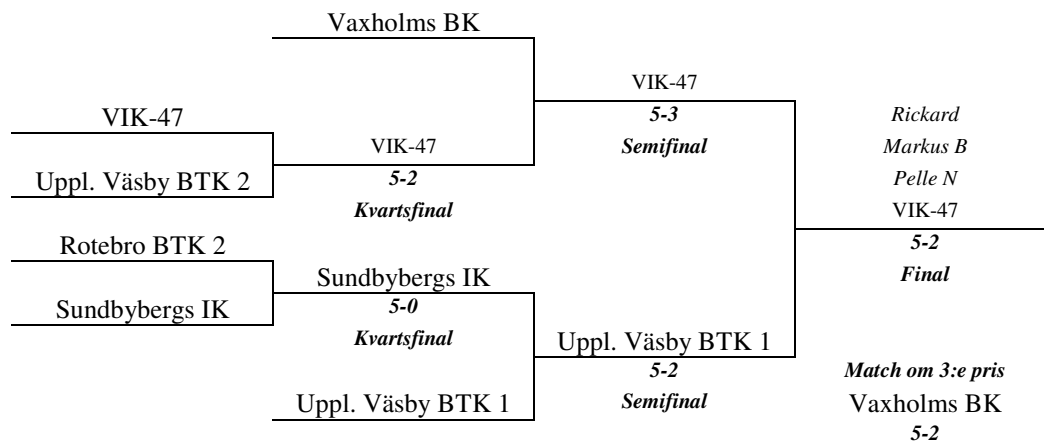 Vaxholms BK
VIK-47
5-3
Semifinal
VIK-47
Uppl. Väsby BTK 2
VIK-47
5-2
Kvartsfinal
Rotebro BTK 2
Sundbybergs IK
Sundbybergs IK
5-0
Kvartsfinal
Uppl. Väsby BTK 1
Uppl. Väsby BTK 1
5-2
Semifinal
Rickard
Markus B
Pelle N
VIK-47
5-2
Final
Match om 3:e pris
Vaxholms BK
5-2